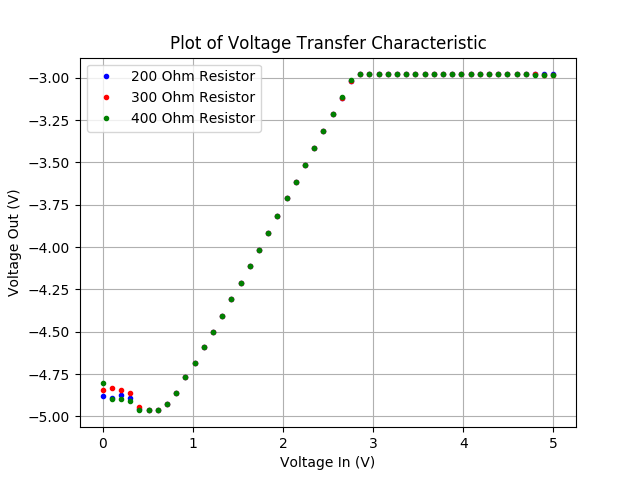 Plot of Voltage Transfer Characteristic
200 Ohm Resistor
300 Ohm Resistor
400 Ohm Resistor
−3.00
−3.25
−3.50
−3.75
−4.00
−4.25
−4.50
−4.75
−5.00
Voltage Out (V)
0 1 2 3 4 5
Voltage In (V)